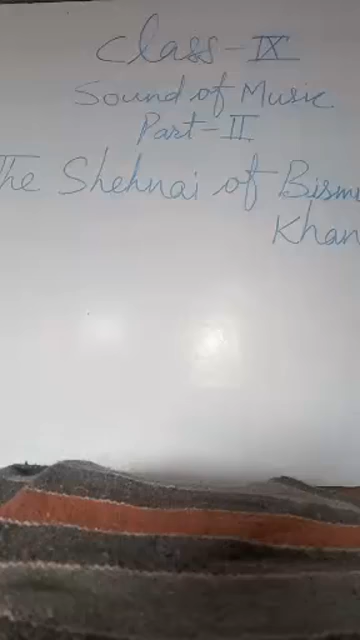 Class-IX
Sound of Music
Part-II
The Shehnai of Bism
Khan